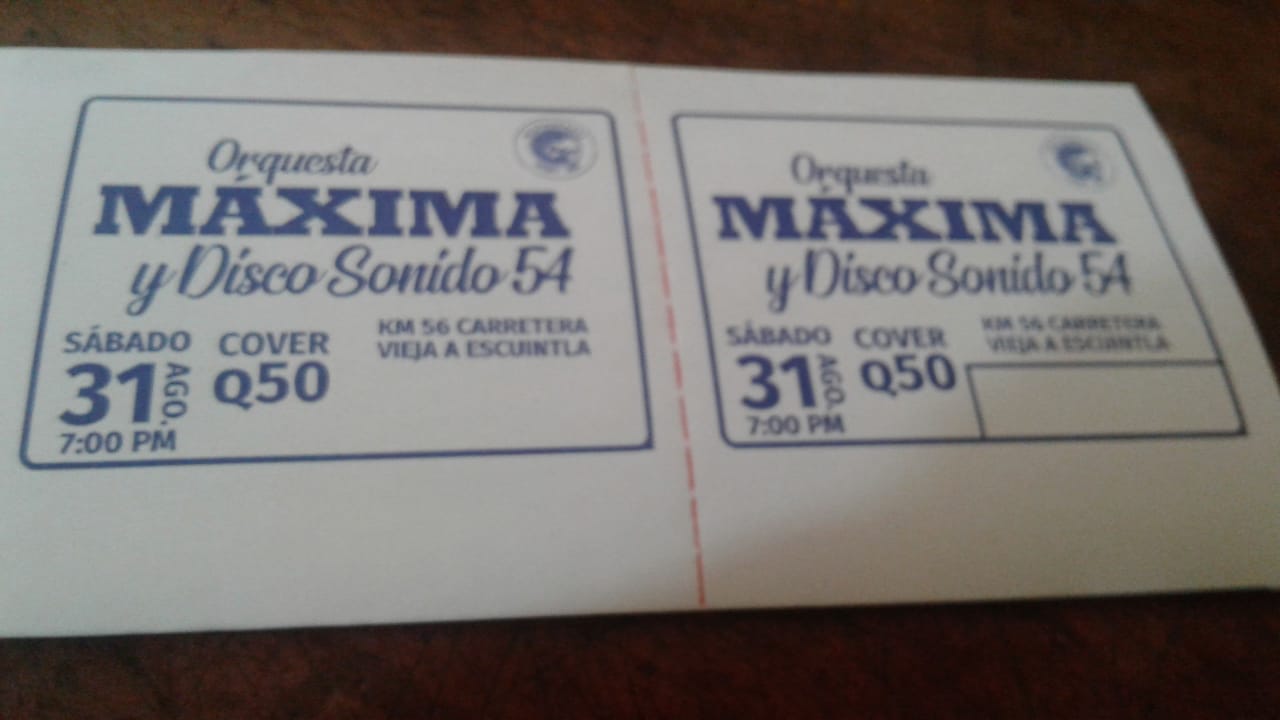 Orquesta
MÁXIMA
y Disco Sonido 54
SÁBADO
31
AGO.
7:00 PM
COVER
Q50
KM 56 CARRETERA
VIEJA A ESCUINTLA
Orquesta
MÁXIMA
y Disco Sonido 54
SÁBADO
31
AGO.
7:00 PM
COVER
Q50
KM 56 CARRETERA
VIEJA A ESCUINTLA